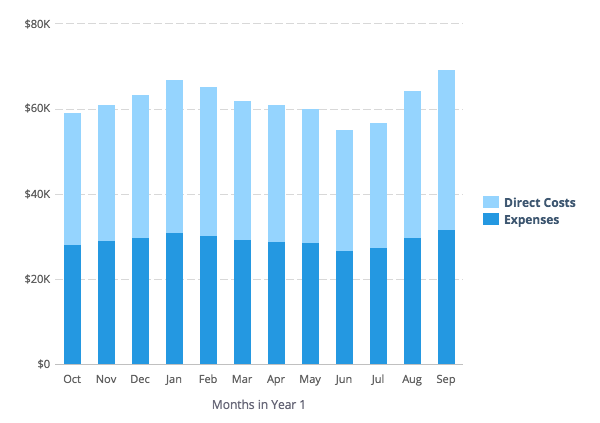 $80K
$60K
$40K
$20K
$0
Oct Nov Dec Jan Feb Mar Apr May Jun Jul Aug Sep
Months in Year 1
Direct Costs
Expenses